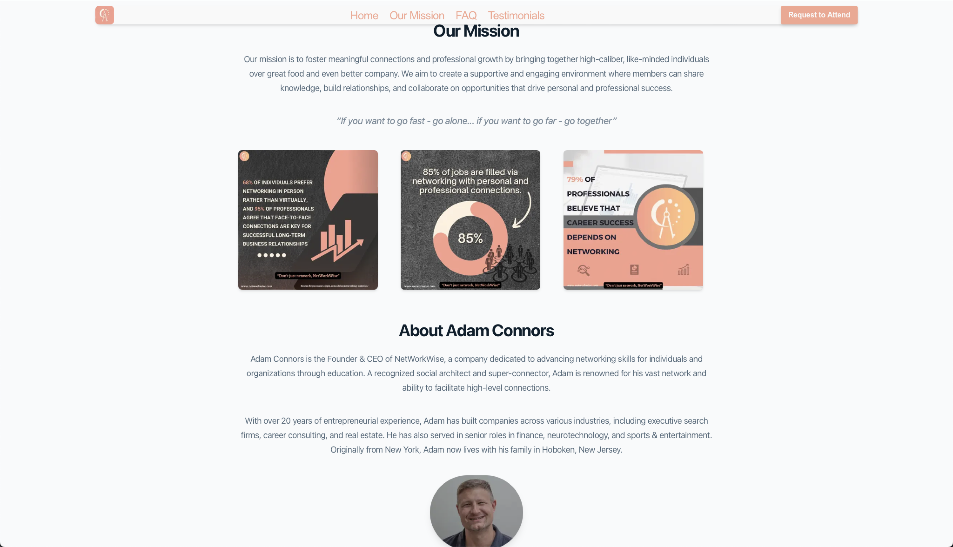 Home
Our Mission
FAQ
Testimonials
Request to Attend
Our Mission
Our mission is to foster meaningful connections and professional growth by bringing together high-caliber, like-minded individuals
over great food and even better company. We aim to create a supportive and engaging environment where members can share
knowledge, build relationships, and collaborate on opportunities that drive personal and professional success.
"If you want to go fast - go alone... if you want to go far - go together"
68% OF INIDIVIDUALS PREFER
NETWORKING IN PERSON
RATHER THAN VIRTUALLY,
AND 95% OF PROFESSIONALS
AGREE THAT FACE-TO-FACE
CONNECTIONS ARE KEY FOR
SUCCESSFUL LONG-TERM
BUSINESS RELATIONSHIPS
"Don't just network, NetWorkWise"
85% of jobs are filled via
networking with personal and
professional connections.
85%
"Don't just network, NetWorkWise"
79% OF
PROFESSIONALS
BELIEVE THAT
CAREER SUCCESS
DEPENDS ON
NETWORKING
"Don't just network, NetWorkWise"
About Adam Connors
Adam Connors is the Founder & CEO of NetWorkWise, a company dedicated to advancing networking skills for individuals and
organizations through education. A recognized social architect and super-connector, Adam is renowned for his vast network and
ability to facilitate high-level connections.
With over 20 years of entrepreneurial experience, Adam has built companies across various industries, including executive search
firms, career consulting, and real estate. He has also served in senior roles in finance, neurotechnology, and sports & entertainment.
Originally from New York, Adam now lives with his family in Hoboken, New Jersey.